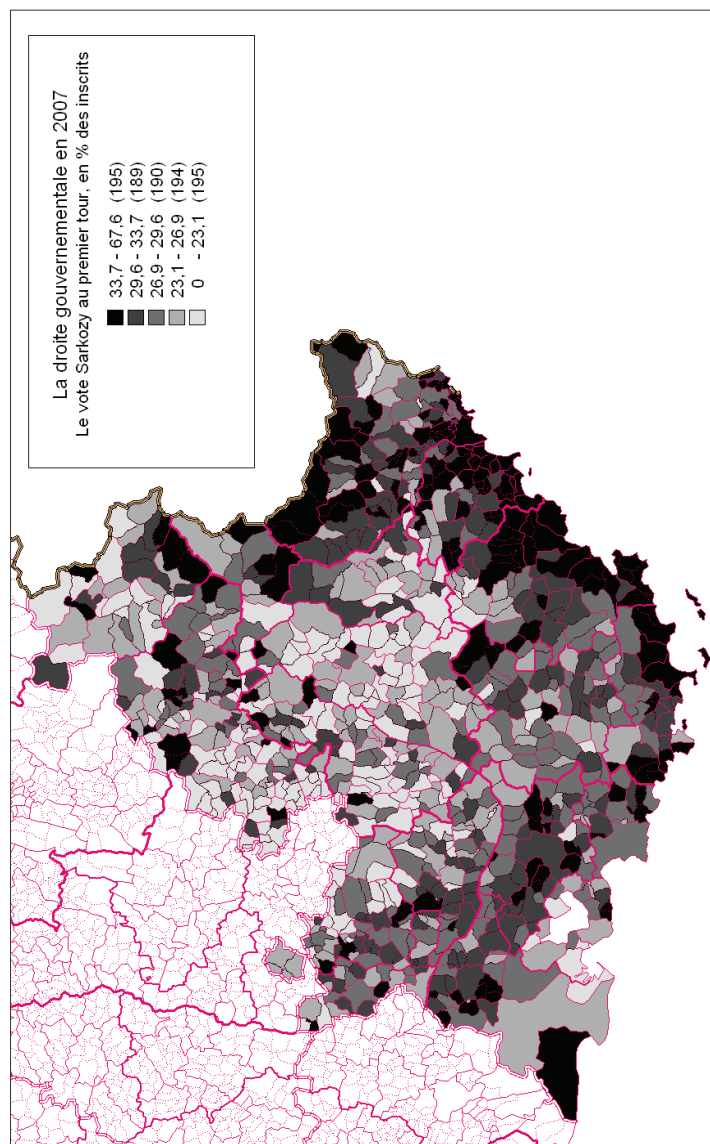 La droite gouvernementale en 2007
Le vote Sarkozy au premier tour, en % des inscrits
33,7 - 67,6 (195)
29,6 - 33,7 (189)
26,9 - 29,6 (190)
23,1 - 26,9 (194)
0 - 23,1 (195)